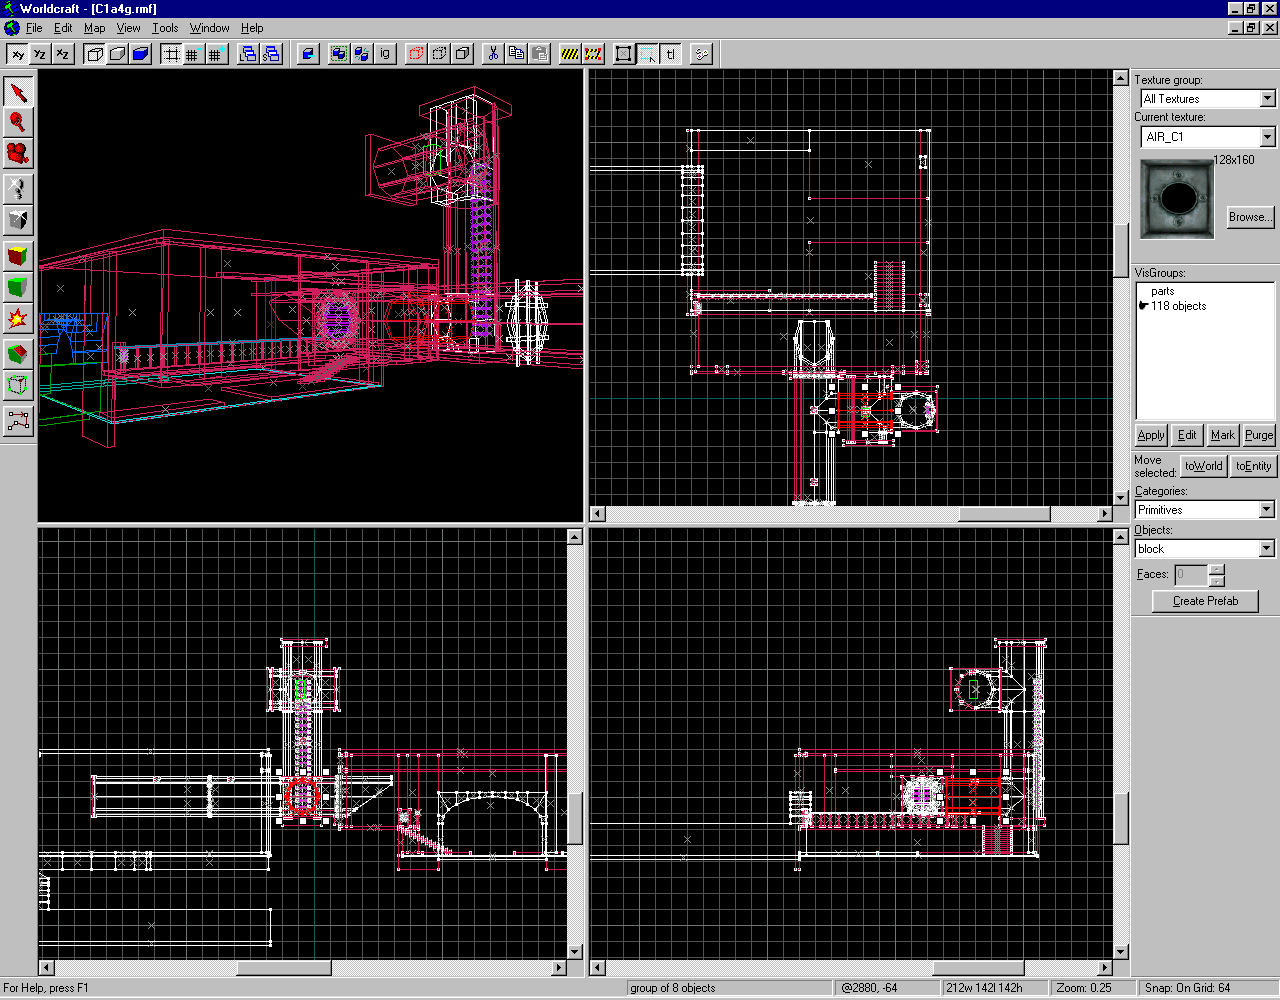 Worldcraft - [C1a4g.rmf]
File Edit Map View Tools Window Help
xy yz xz ig tl
Texture group:
All Textures
Current texture:
AIR_C1
128x160
Browse...
VisGroups:
parts
118 objects
Apply Edit Mark Purge
Move selected:
toWorld toEntity
Categories:
Primitives
Objects:
block
Faces: 0
Create Prefab
For Help, press F1
group of 8 objects
@2880, -64
212w 142l 142h
Zoom: 0.25
Snap: On Grid: 64